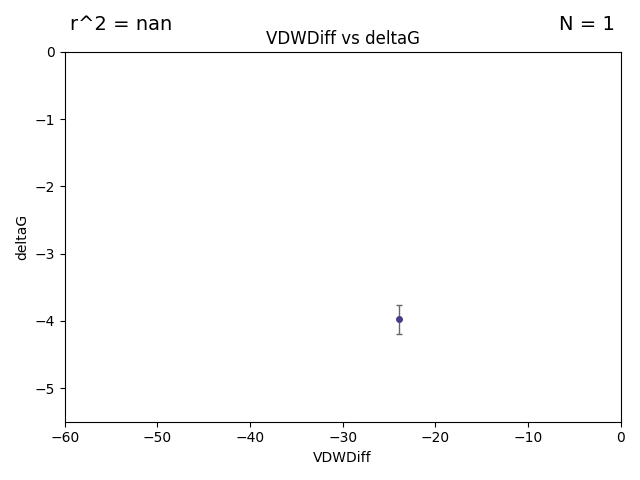 r^2 = nan
N = 1
VDWDiff vs deltaG
0
−1
−2
−3
−4
−5
deltaG
−60
−50
−40
−30
−20
−10
0
VDWDiff